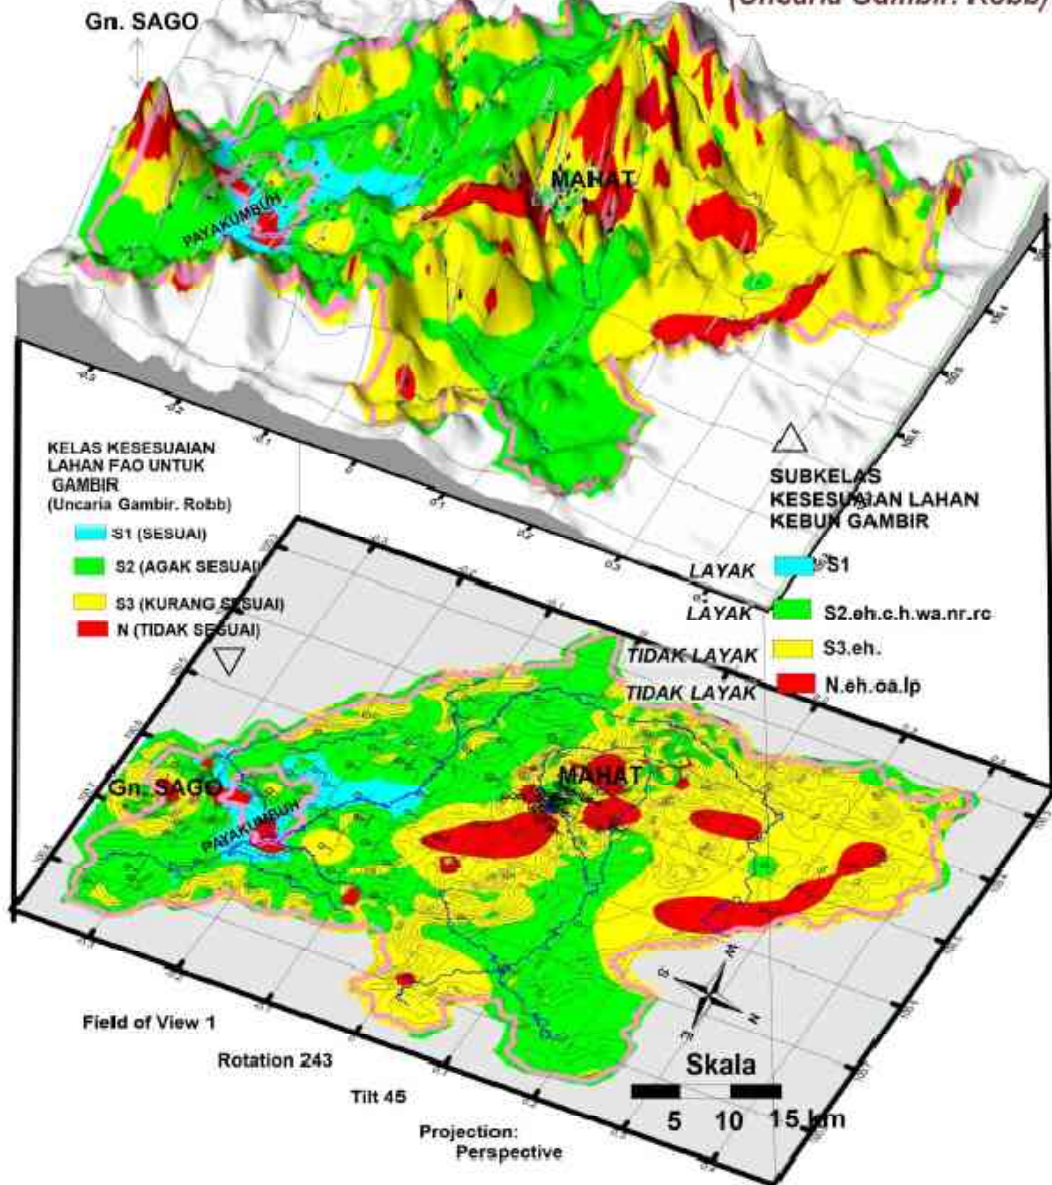 (Uncaria Gambir. Robb)
Gn. SAGO
MAHAT
PAYAKUMBUH
KELAS KESESUAIAN
LAHAN FAO UNTUK
GAMBIR
(Uncaria Gambir. Robb)
S1 (SESUAI)
S2 (AGAK SESUAI)
S3 (KURANG SESUAI)
N (TIDAK SESUAI)
SUBKELAS
KESESUAIAN LAHAN
KEBUN GAMBIR
LAYAK S1
LAYAK S2.eh.c.h.wa.nr.rc
TIDAK LAYAK S3.eh.
TIDAK LAYAK N.eh.oa.lp
MAHAT
Gn. SAGO
PAYAKUMBUH
W
S
N
E
Field of View 1
Rotation 243
Tilt 45
Projection:
Perspective
Skala
5 10 15 km